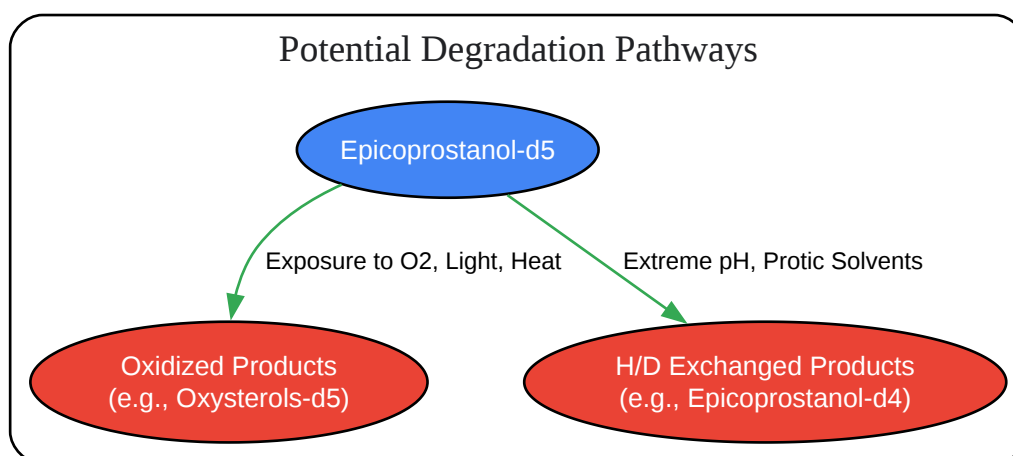 Potential Degradation Pathways
Epicoprostanol-d5
Exposure to O2, Light, Heat
Extreme pH, Protic Solvents
Oxidized Products
(e.g., Oxysterols-d5)
H/D Exchanged Products
(e.g., Epicoprostanol-d4)